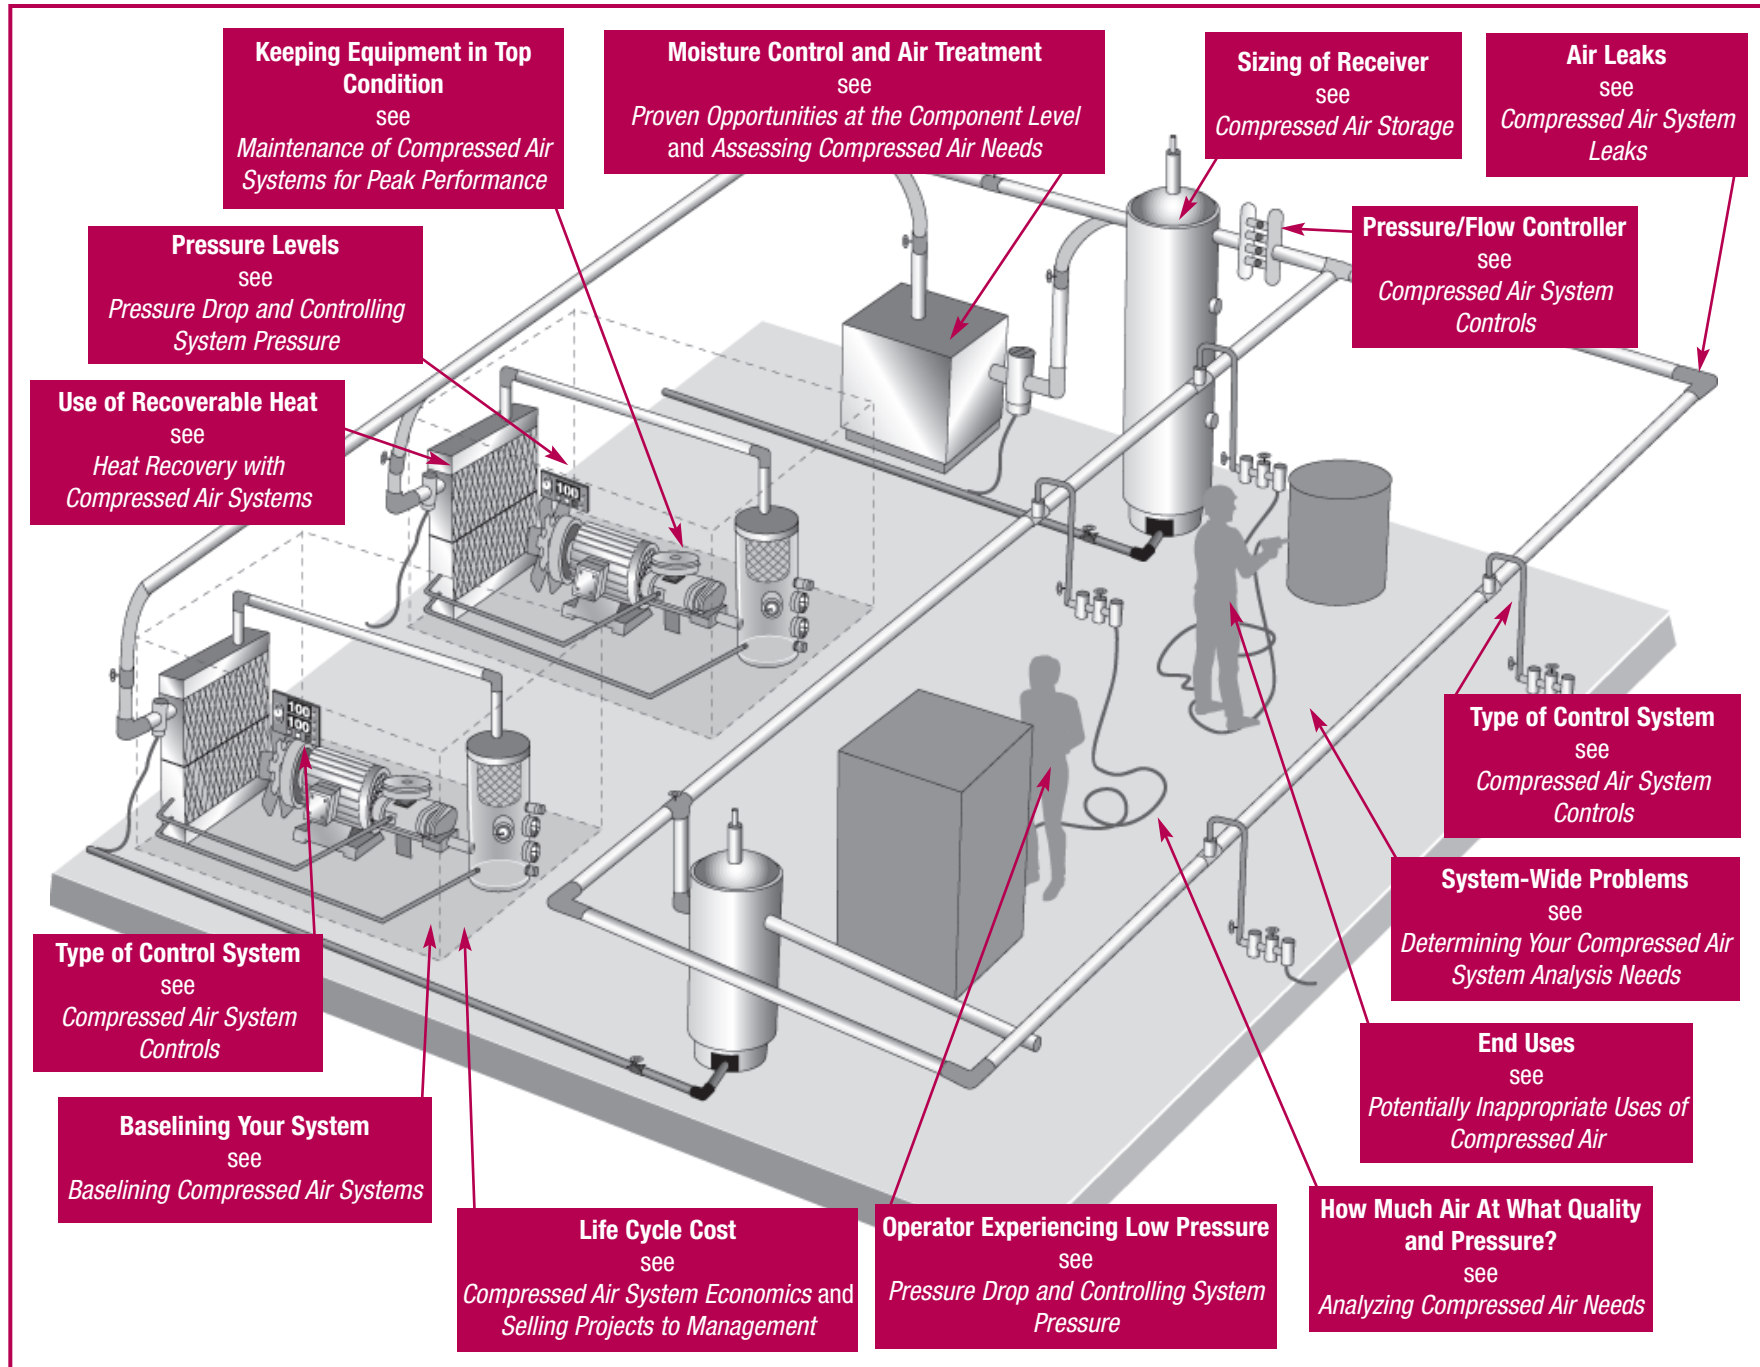 Keeping Equipment in Top
Condition
see
Maintenance of Compressed Air
Systems for Peak Performance
Moisture Control and Air Treatment
see
Proven Opportunities at the Component Level
and Assessing Compressed Air Needs
Sizing of Receiver
see
Compressed Air Storage
Air Leaks
see
Compressed Air System
Leaks
Pressure Levels
see
Pressure Drop and Controlling
System Pressure
Pressure/Flow Controller
see
Compressed Air System
Controls
Use of Recoverable Heat
see
Heat Recovery with
Compressed Air Systems
100
100
100
Type of Control System
see
Compressed Air System
Controls
System-Wide Problems
see
Determining Your Compressed Air
System Analysis Needs
Type of Control System
see
Compressed Air System
Controls
End Uses
see
Potentially Inappropriate Uses of
Compressed Air
Baselining Your System
see
Baselining Compressed Air Systems
Life Cycle Cost
see
Compressed Air System Economics and
Selling Projects to Management
Operator Experiencing Low Pressure
see
Pressure Drop and Controlling System
Pressure
How Much Air At What Quality
and Pressure?
see
Analyzing Compressed Air Needs